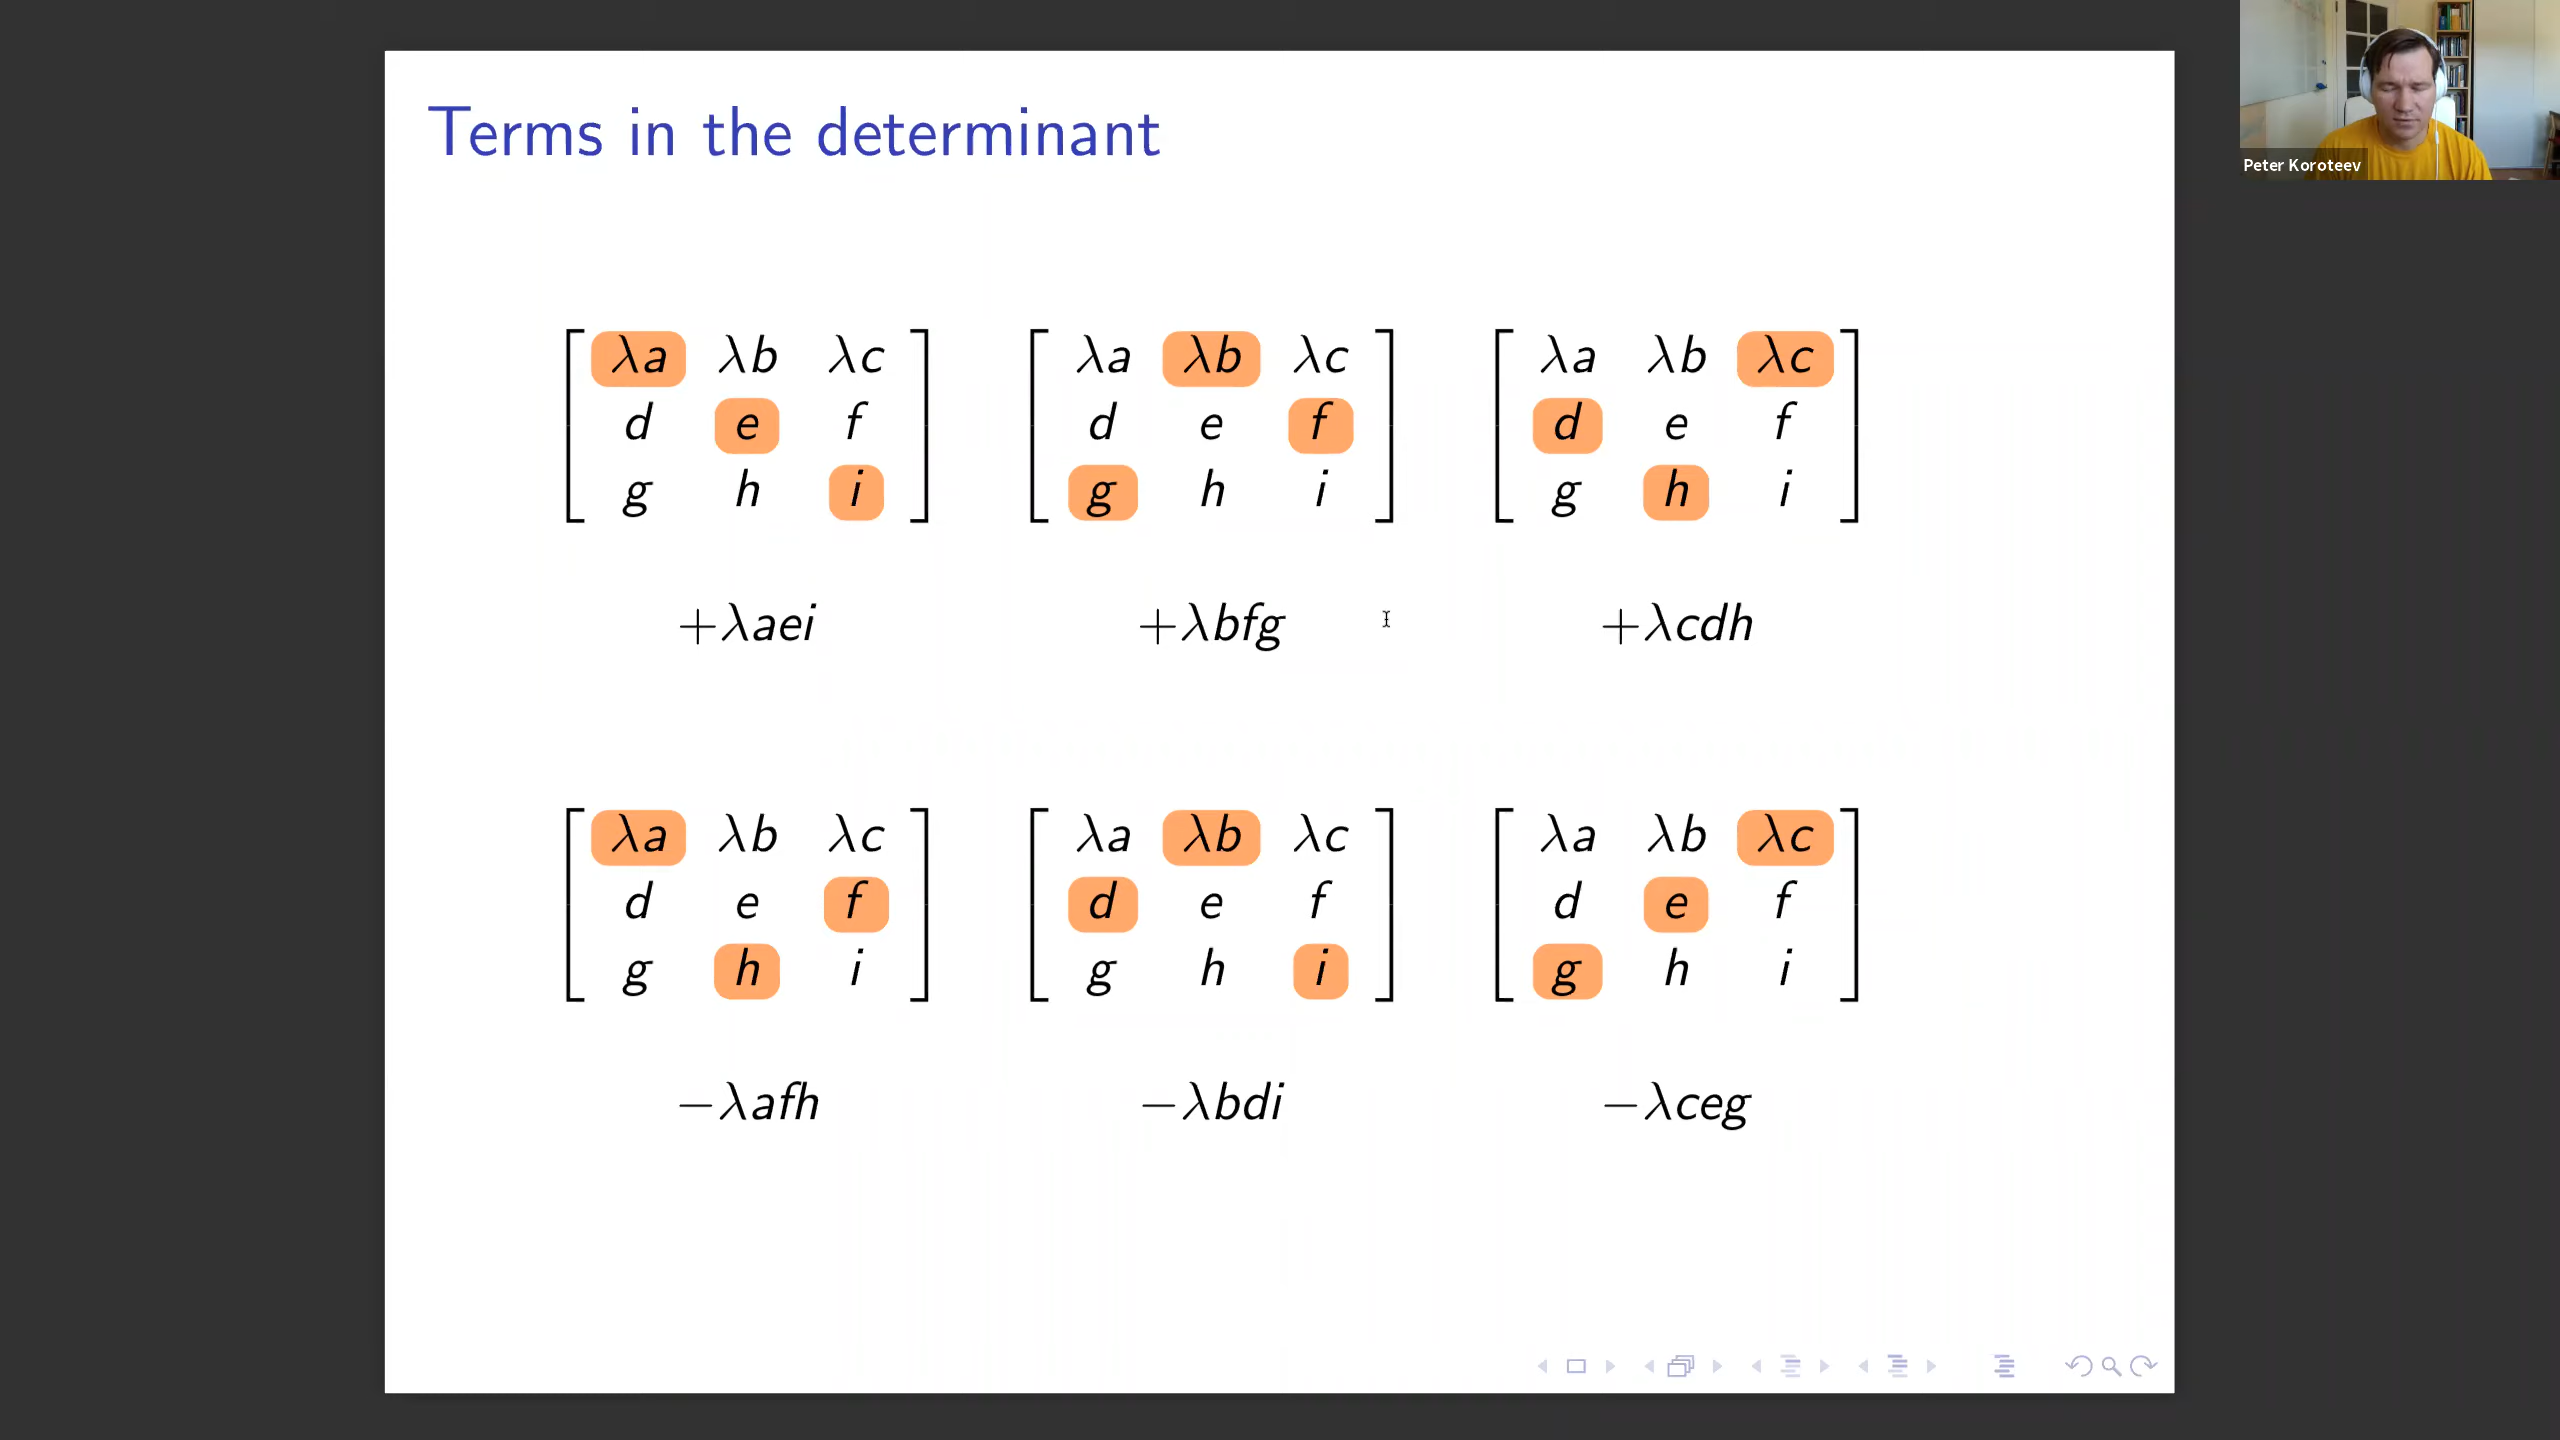 Terms in the determinant
Peter Koroteev
λa λb λc
d e f
g h i
+λaei
λa λb λc
d e f
g h i
+λbfg
λa λb λc
d e f
g h i
+λcdh
λa λb λc
d e f
g h i
−λafh
λa λb λc
d e f
g h i
−λbdi
λa λb λc
d e f
g h i
−λceg